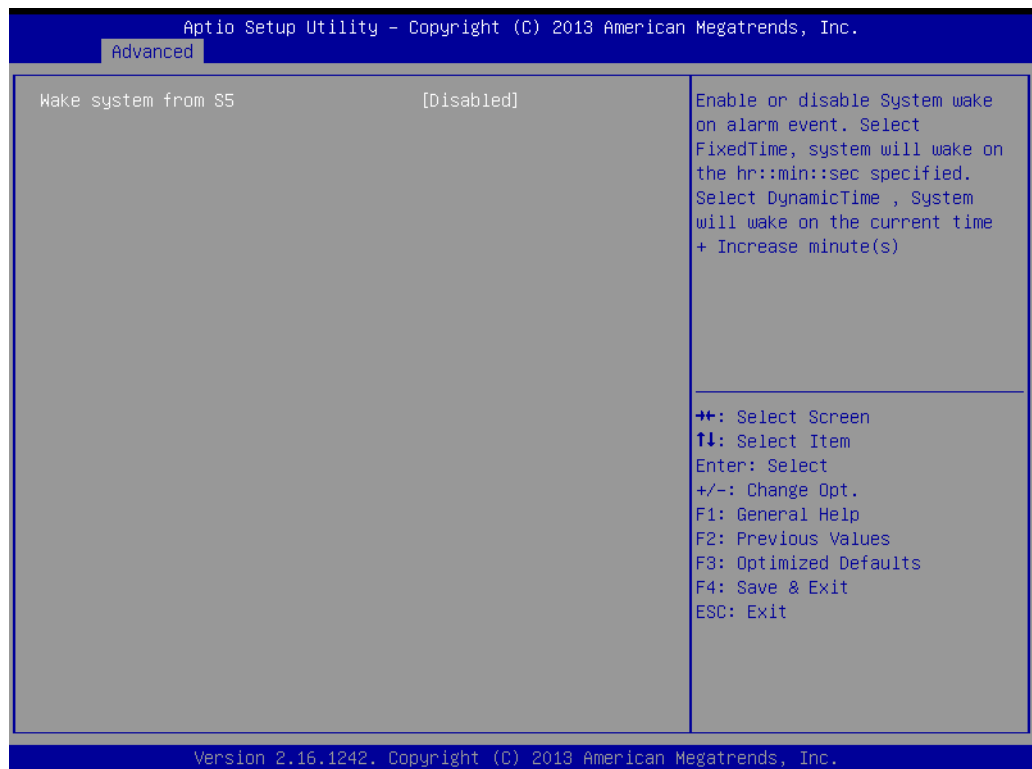 Aptio Setup Utility – Copyright (C) 2013 American Megatrends, Inc.
Advanced
Wake system from S5 [Disabled]
Enable or disable System wake
on alarm event. Select
FixedTime, system will wake on
the hr::min::sec specified.
Select DynamicTime , System
will wake on the current time
+ Increase minute(s)
→←: Select Screen
↑↓: Select Item
Enter: Select
+/-: Change Opt.
F1: General Help
F2: Previous Values
F3: Optimized Defaults
F4: Save & Exit
ESC: Exit
Version 2.16.1242. Copyright (C) 2013 American Megatrends, Inc.